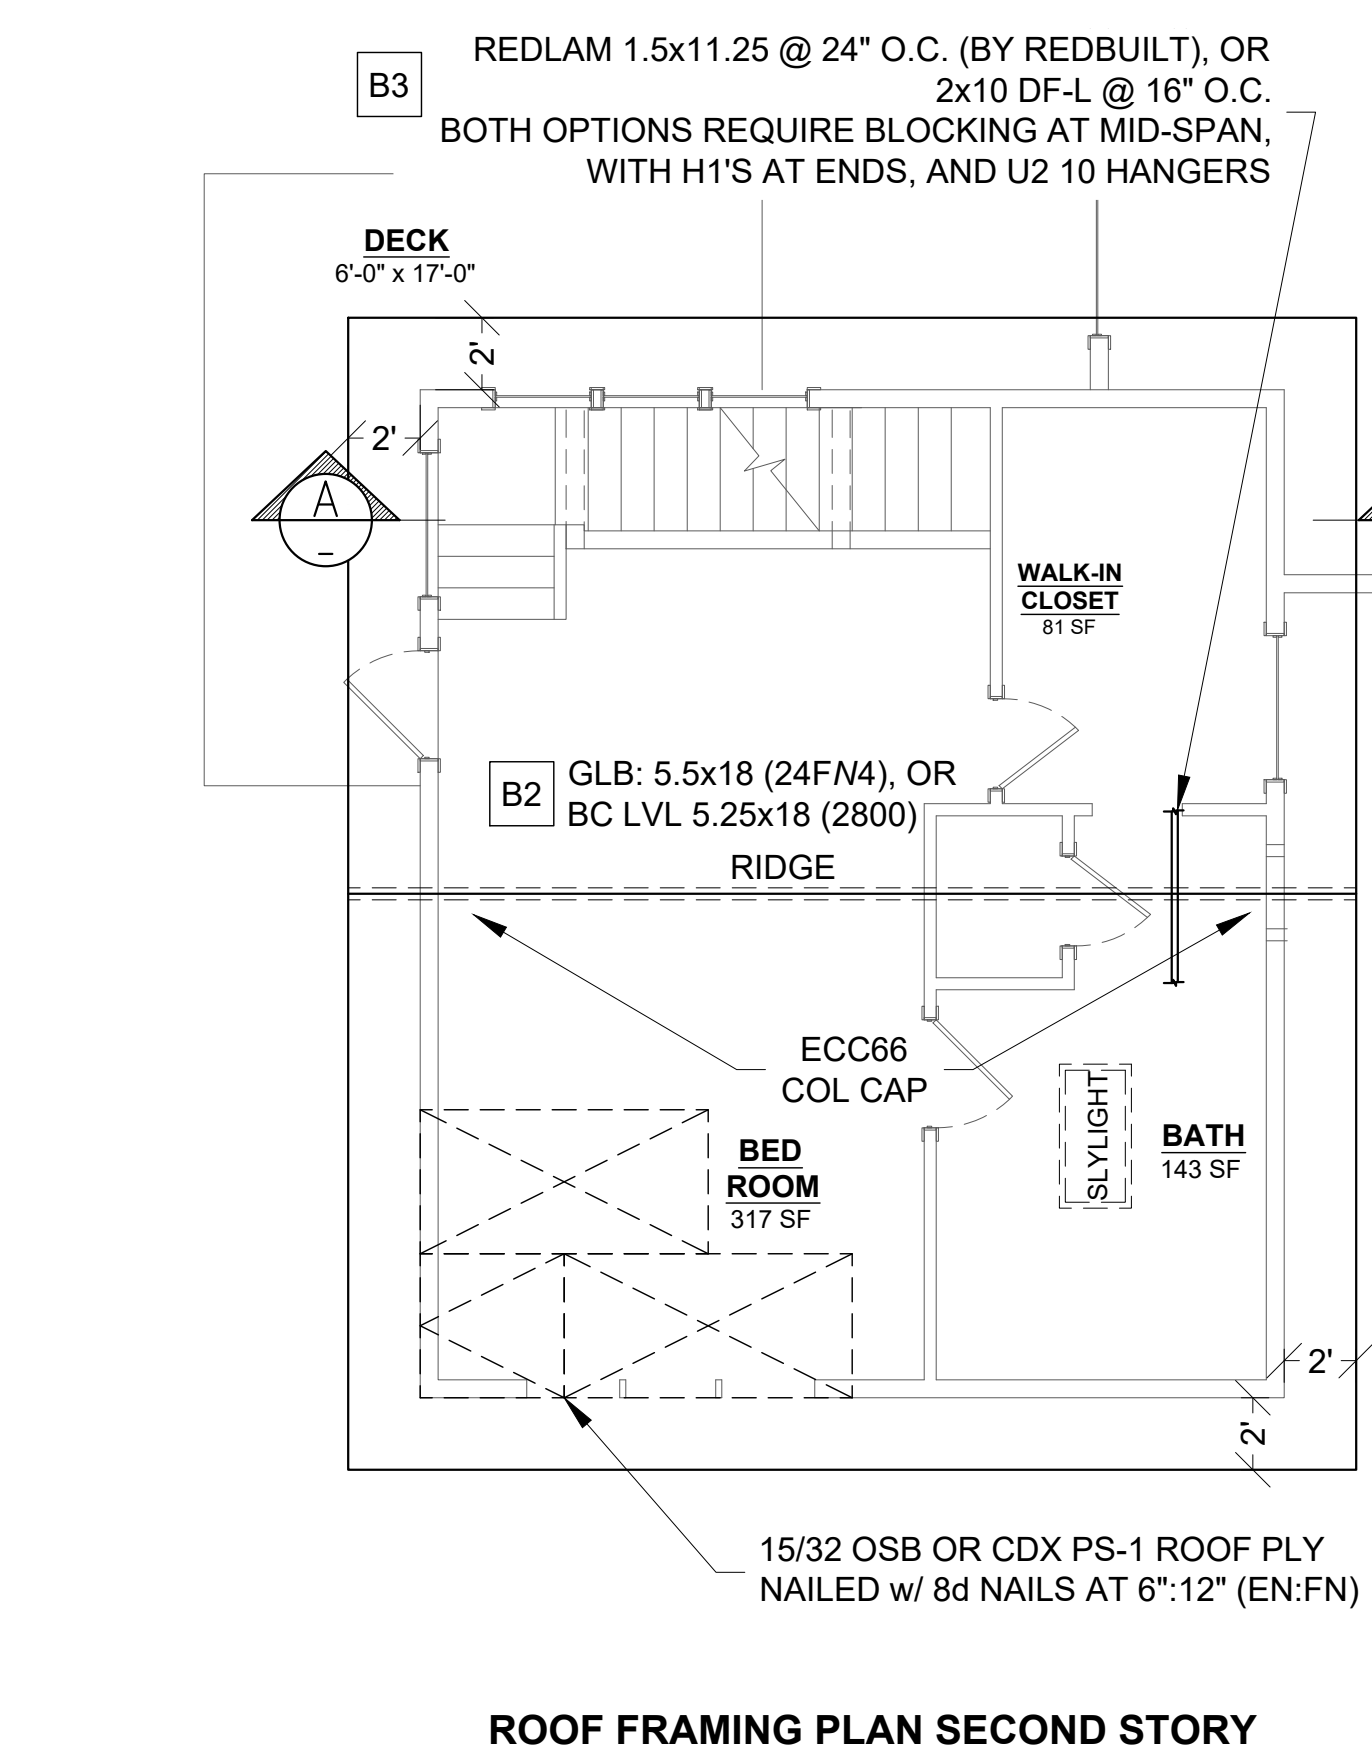 B3
REDLAM 1.5x11.25 @ 24" O.C. (BY REDBUILT), OR
2x10 DF-L @ 16" O.C.
BOTH OPTIONS REQUIRE BLOCKING AT MID-SPAN,
WITH H1'S AT ENDS, AND U2 10 HANGERS
DECK
6'-0" x 17'-0"
2'
2'
A
–
WALK-IN
CLOSET
81 SF
B2
GLB: 5.5x18 (24FN4), OR
BC LVL 5.25x18 (2800)
RIDGE
ECC66
COL CAP
SLYLIGHT
BATH
143 SF
BED
ROOM
317 SF
2'
2'
15/32 OSB OR CDX PS-1 ROOF PLY
NAILED w/ 8d NAILS AT 6":12" (EN:FN)
ROOF FRAMING PLAN SECOND STORY